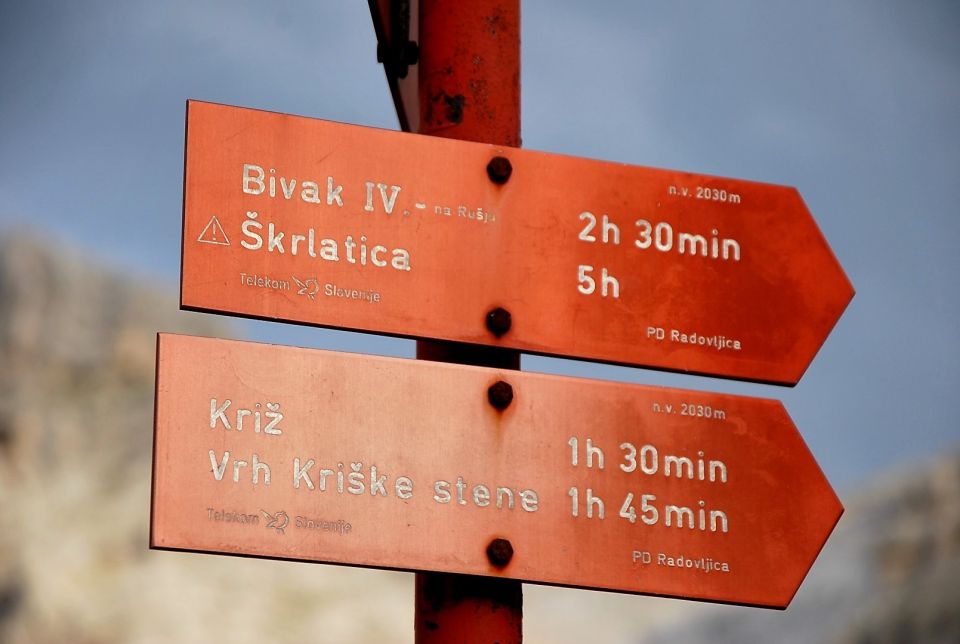 n.v. 2030m
Bivak IV. - na Rušju 2h 30min
Škrlatica 5h
Telekom Slovenije
PD Radovljica
n.v. 2030m
Križ 1h 30min
Vrh Kriške stene 1h 45min
Telekom Slovenije
PD Radovljica